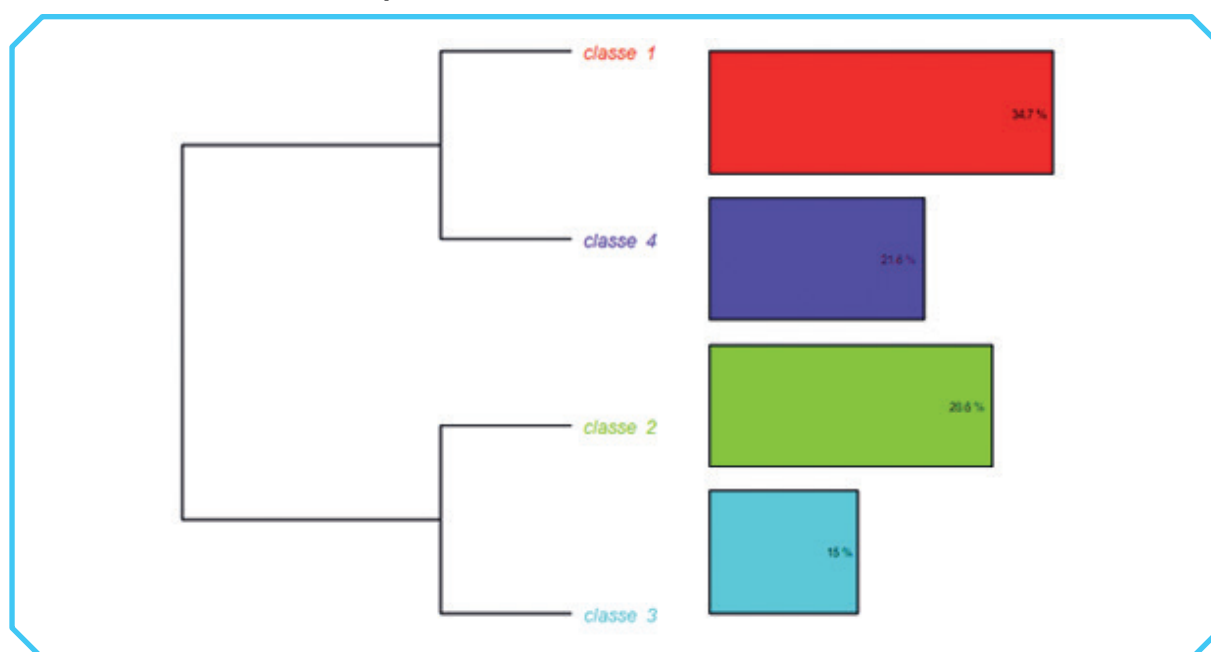 classe 1
34.7 %
classe 4
21.6 %
classe 2
28.6 %
15 %
classe 3